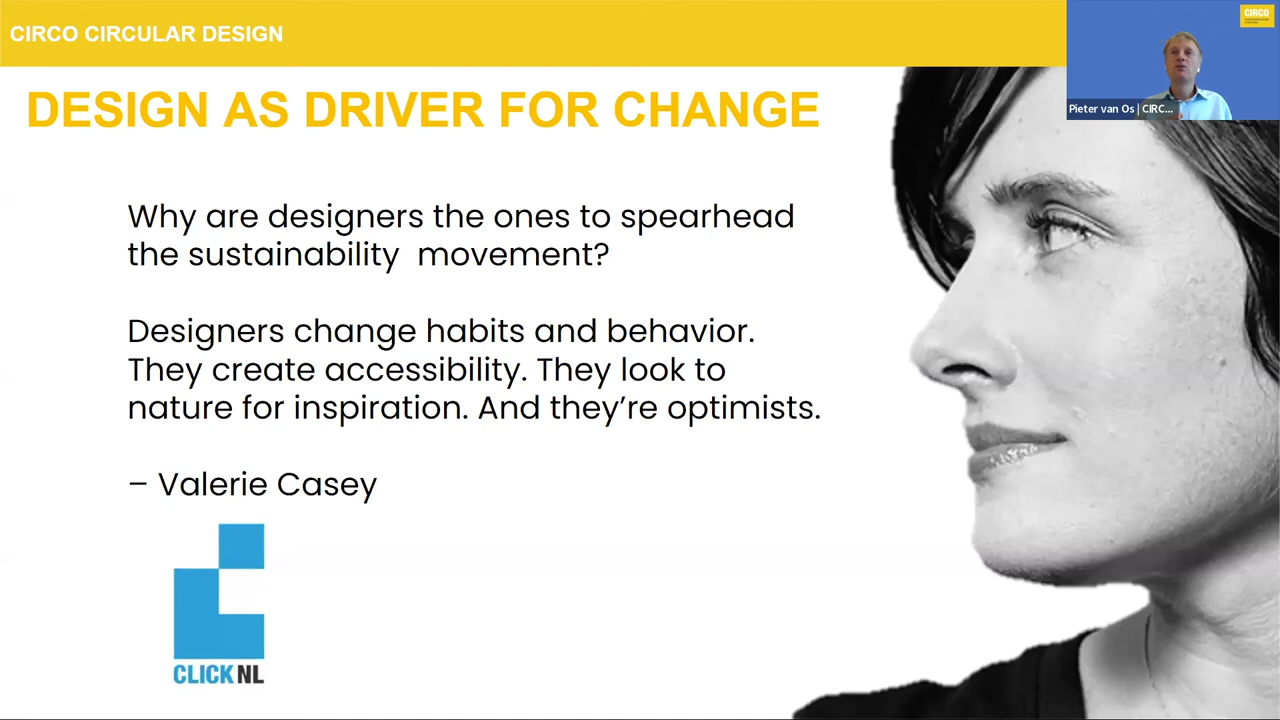 CIRCO CIRCULAR DESIGN
CIRCO
Pieter van Os | CIRC...
DESIGN AS DRIVER FOR CHANGE
Why are designers the ones to spearhead
the sustainability  movement?
Designers change habits and behavior.
They create accessibility. They look to
nature for inspiration. And they’re optimists.
– Valerie Casey
CLICKNL